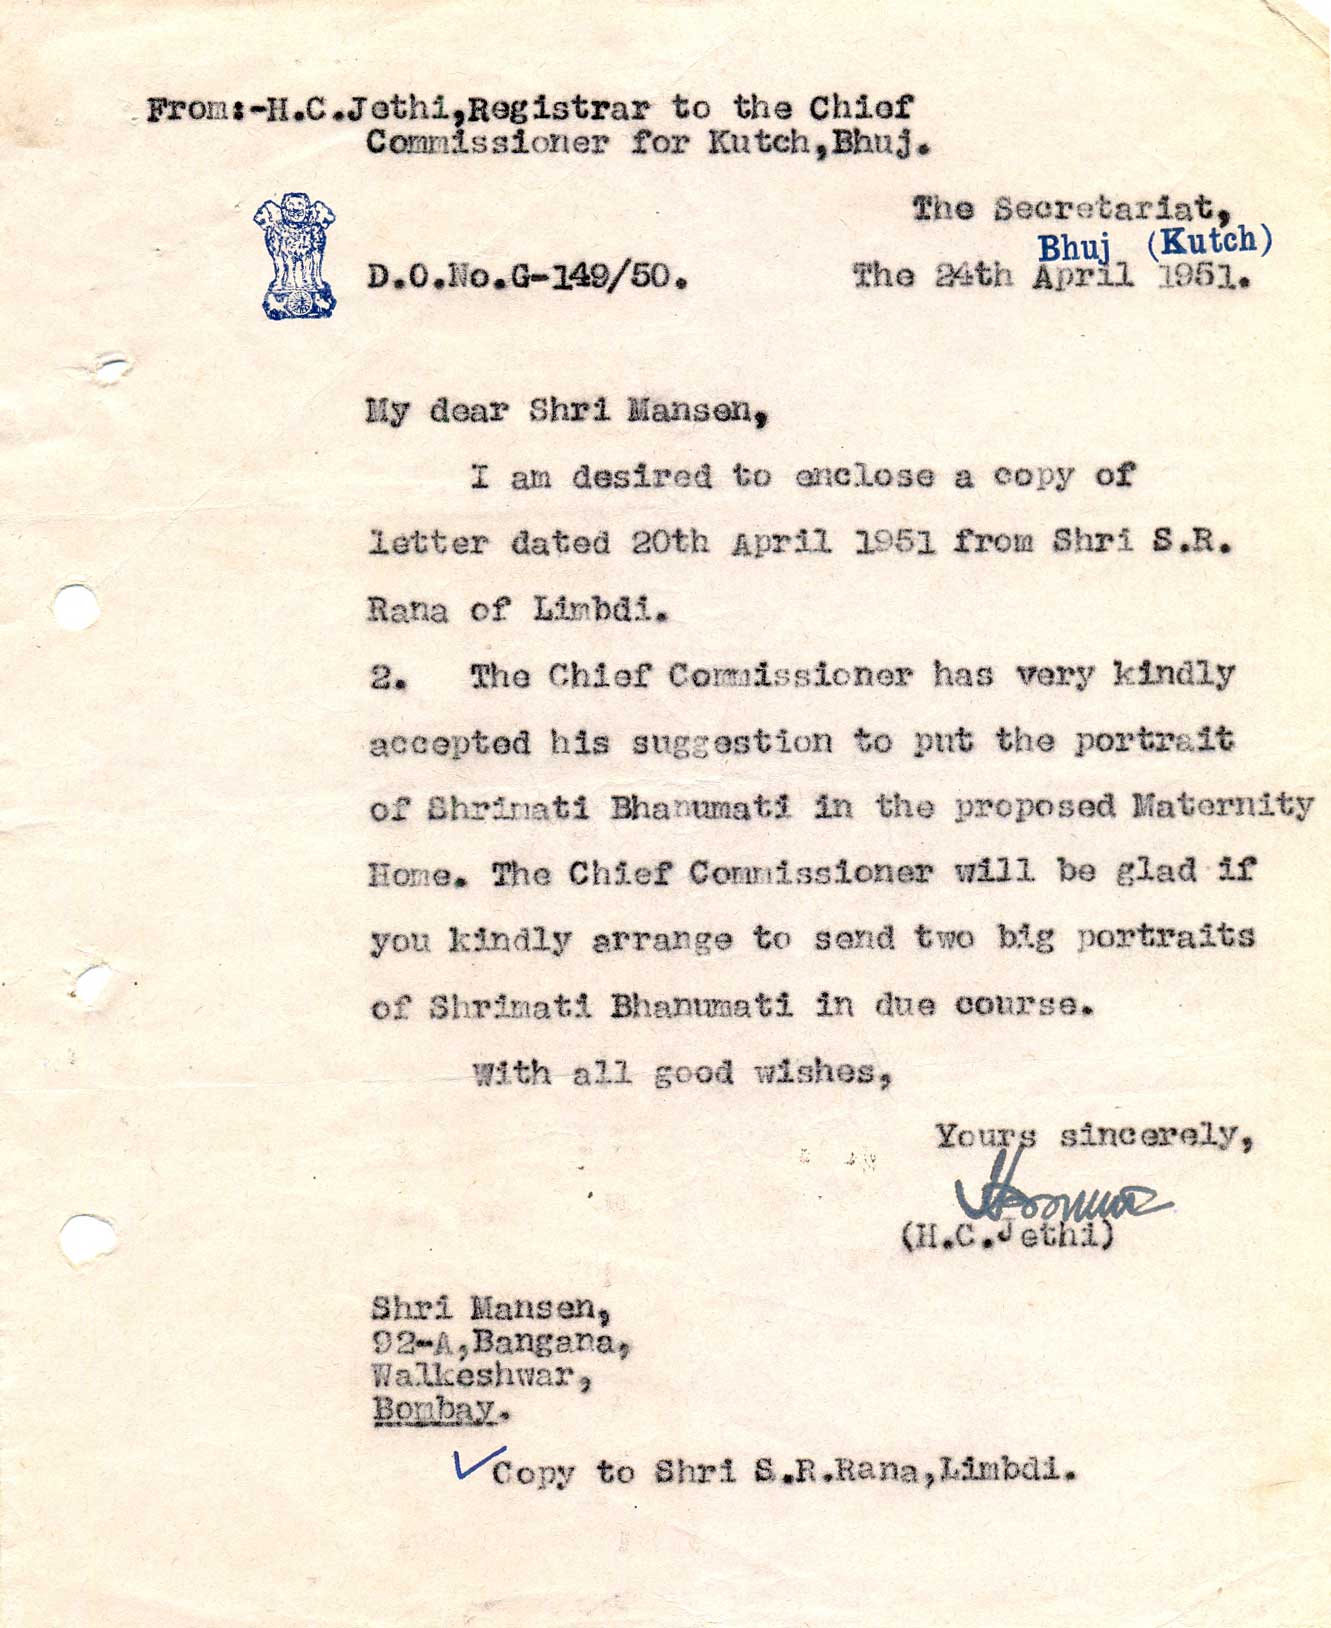 From:-H.C.Jethi,Registrar to the Chief
Commissioner for Kutch,Bhuj.
The Secretariat,
Bhuj (Kutch)
D.O.No.G-149/50. The 24th April 1951.
My dear Shri Mansen,
I am desired to enclose a copy of
letter dated 20th April 1951 from Shri S.R.
Rana of Limbdi.
2. The Chief Commissioner has very kindly
accepted his suggestion to put the portrait
of Shrimati Bhanumati in the proposed Maternity
Home. The Chief Commissioner will be glad if
you kindly arrange to send two big portraits
of Shrimati Bhanumati in due course.
With all good wishes,
Yours sincerely,
(H.C.Jethi)
Shri Mansen,
92-A,Bangana,
Walkeshwar,
Bombay.
Copy to Shri S.R.Rana,Limbdi.